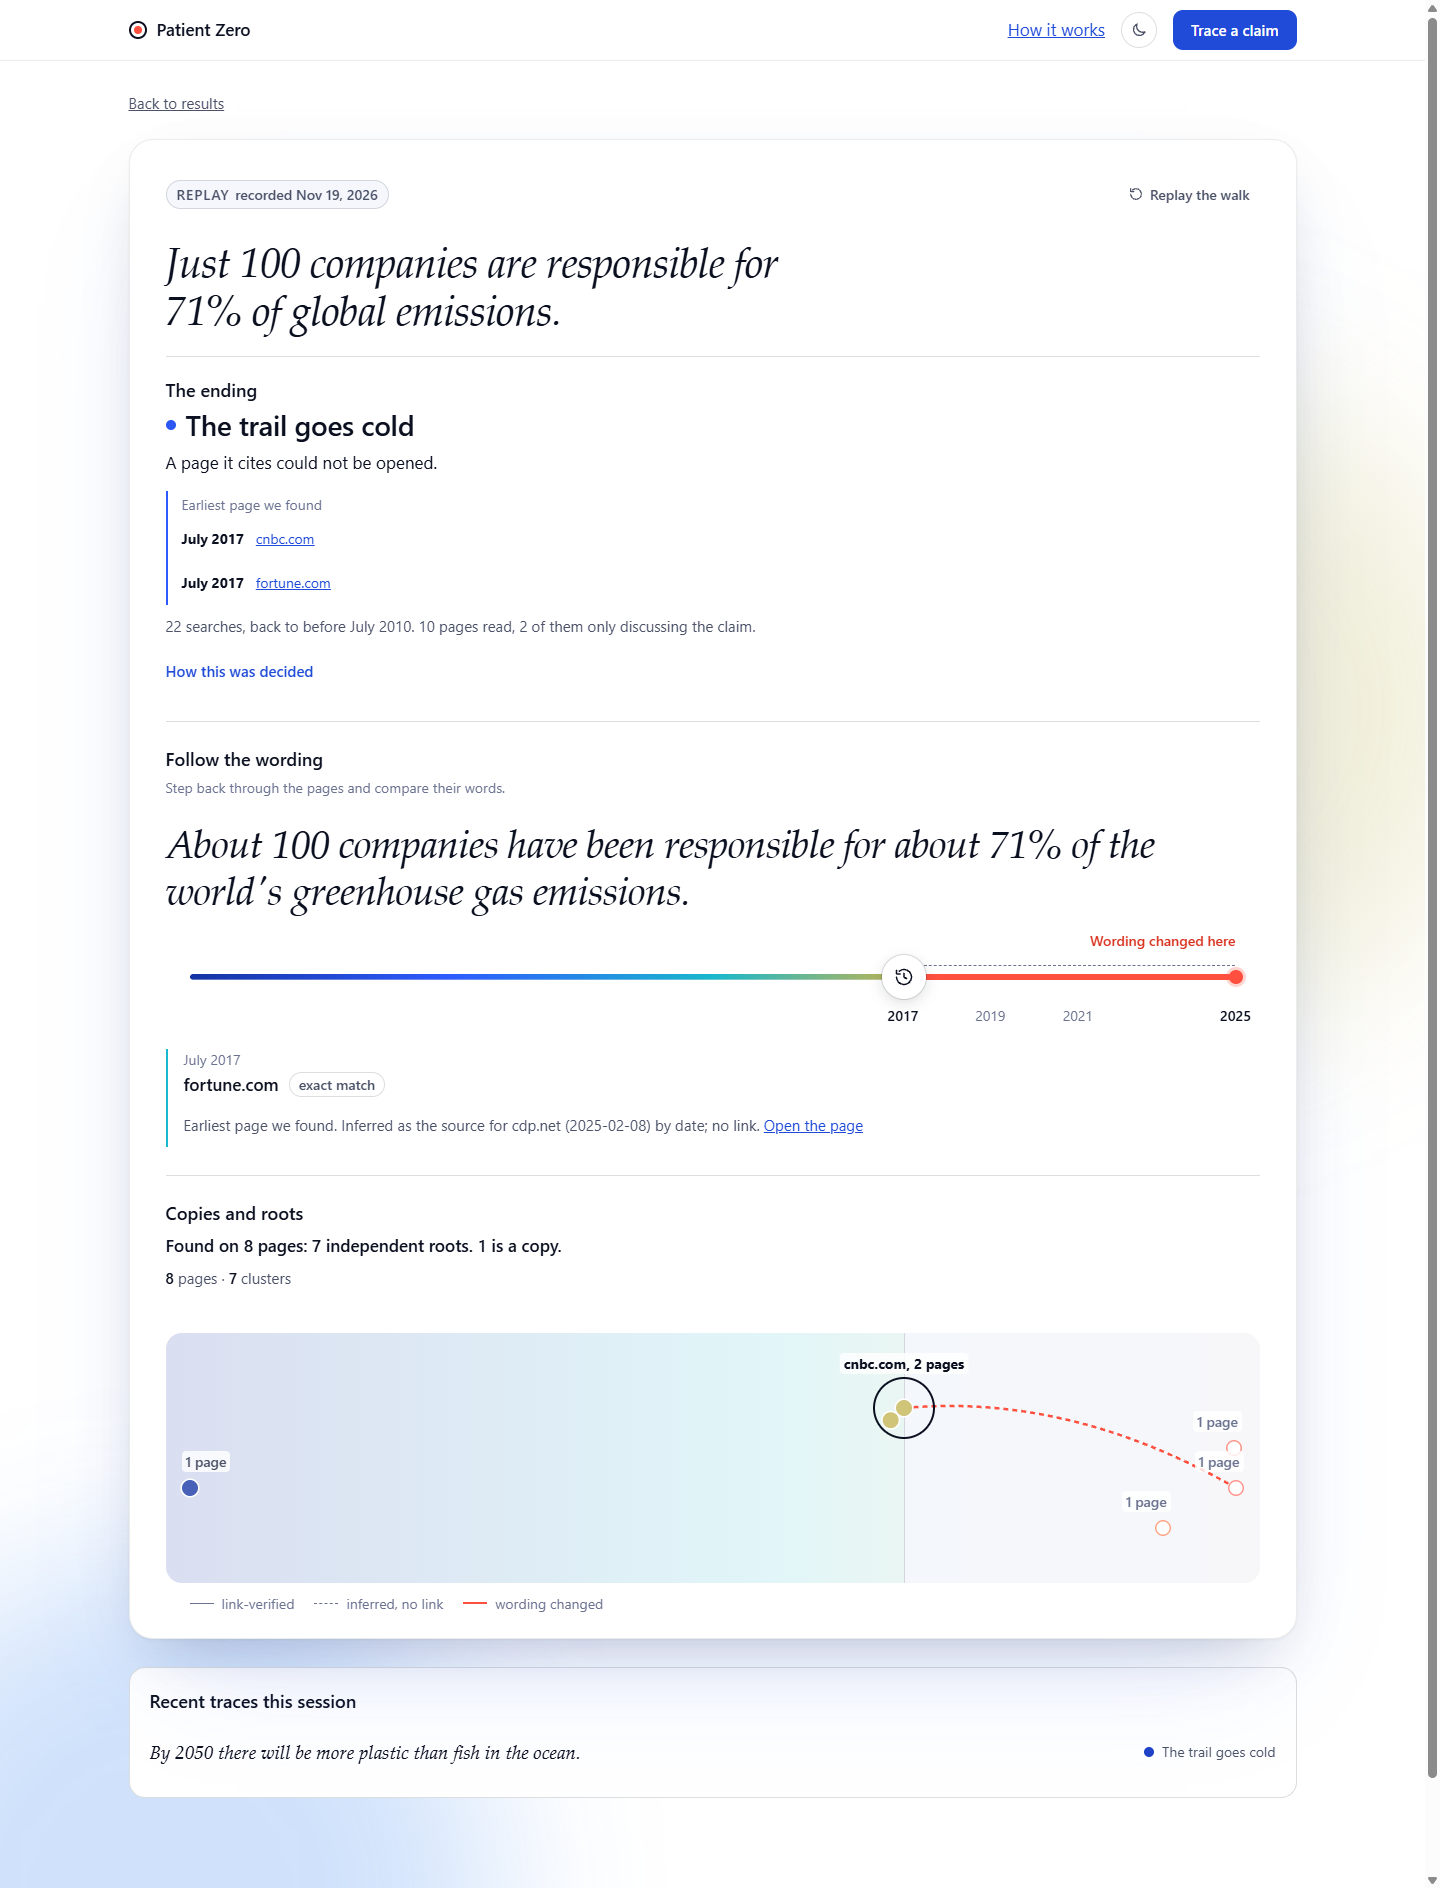 Patient Zero
How it works
Trace a claim
Back to results
REPLAY recorded Nov 19, 2026
Replay the walk
Just 100 companies are responsible for
71% of global emissions.
The ending
The trail goes cold
A page it cites could not be opened.
Earliest page we found
July 2017 cnbc.com
July 2017 fortune.com
22 searches, back to before July 2010. 10 pages read, 2 of them only discussing the claim.
How this was decided
Follow the wording
Step back through the pages and compare their words.
About 100 companies have been responsible for about 71% of the
world's greenhouse gas emissions.
Wording changed here
2017 2019 2021 2025
July 2017
fortune.com exact match
Earliest page we found. Inferred as the source for cdp.net (2025-02-08) by date; no link. Open the page
Copies and roots
Found on 8 pages: 7 independent roots. 1 is a copy.
8 pages · 7 clusters
cnbc.com, 2 pages
1 page
1 page
1 page
1 page
link-verified inferred, no link wording changed
Recent traces this session
By 2050 there will be more plastic than fish in the ocean.
The trail goes cold